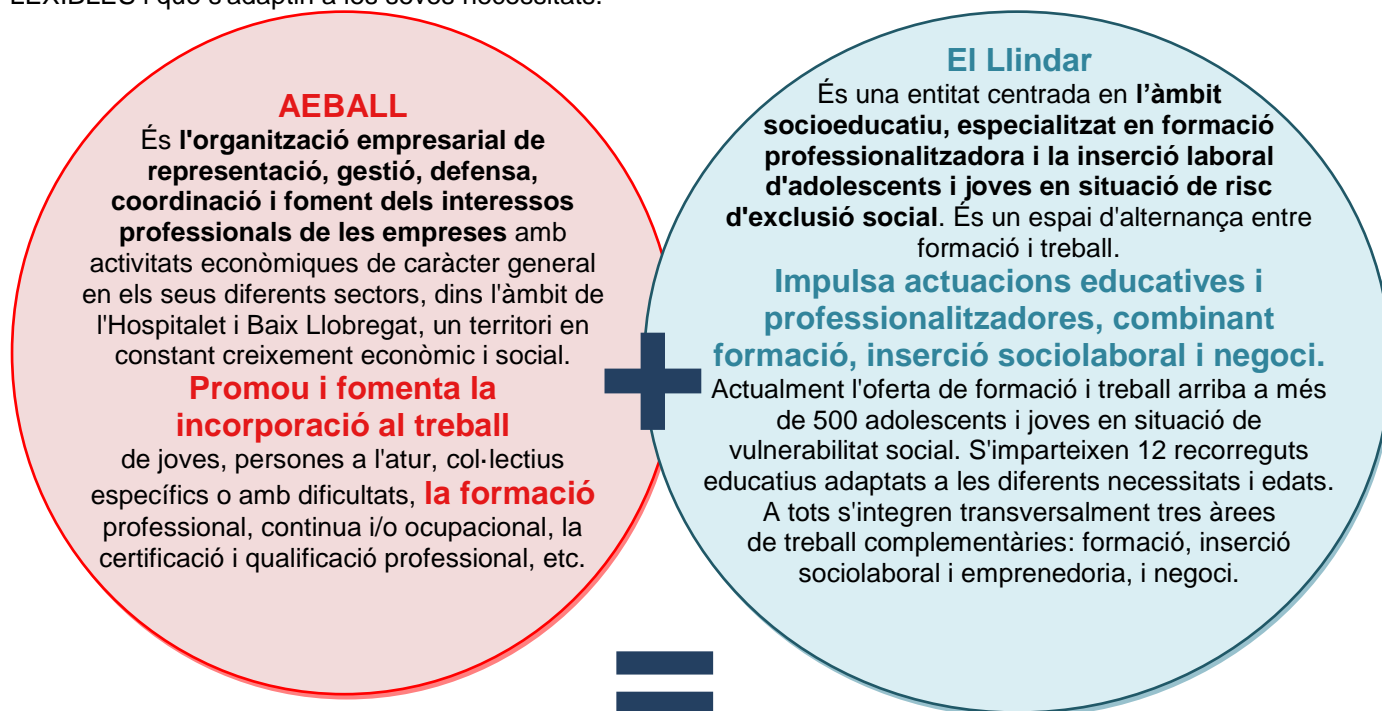 i que s'adaptin a les seves necessitats.
AEBALL
És l'organització empresarial de
representació, gestió, defensa,
coordinació i foment dels interessos
professionals de les empreses amb
activitats econòmiques de caràcter general
en els seus diferents sectors, dins l'àmbit de
l'Hospitalet i Baix Llobregat, un territori en
constant creixement econòmic i social.
Promou i fomenta la
incorporació al treball
de joves, persones a l'atur, col·lectius
específics o amb dificultats, la formació
professional, continua i/o ocupacional, la
certificació i qualificació professional, etc.
El Llindar
És una entitat centrada en l’àmbit
socioeducatiu, especialitzat en formació
professionalitzadora i la inserció laboral
d'adolescents i joves en situació de risc
d'exclusió social. És un espai d'alternança entre
formació i treball.
Impulsa actuacions educatives i
professionalitzadores, combinant
formació, inserció sociolaboral i negoci.
Actualment l'oferta de formació i treball arriba a més
de 500 adolescents i joves en situació de
vulnerabilitat social. S'imparteixen 12 recorreguts
educatius adaptats a les diferents necessitats i edats.
A tots s'integren transversalment tres àrees
de treball complementàries: formació, inserció
sociolaboral i emprenedoria, i negoci.